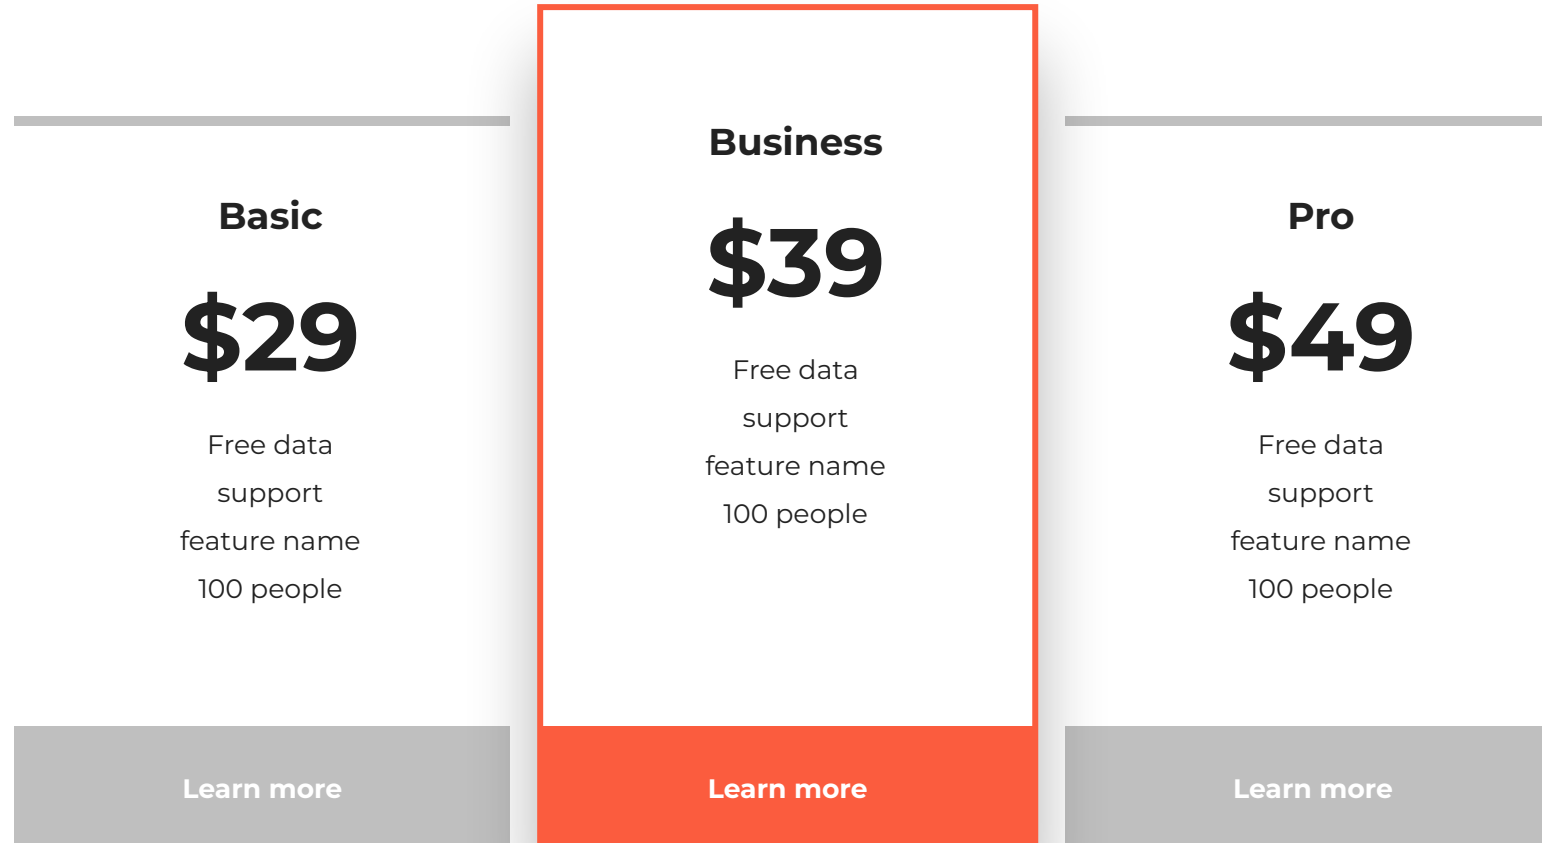 Basic
$29
Free data
support
feature name
100 people
Learn more
Business
$39
Free data
support
feature name
100 people
Learn more
Pro
$49
Free data
support
feature name
100 people
Learn more